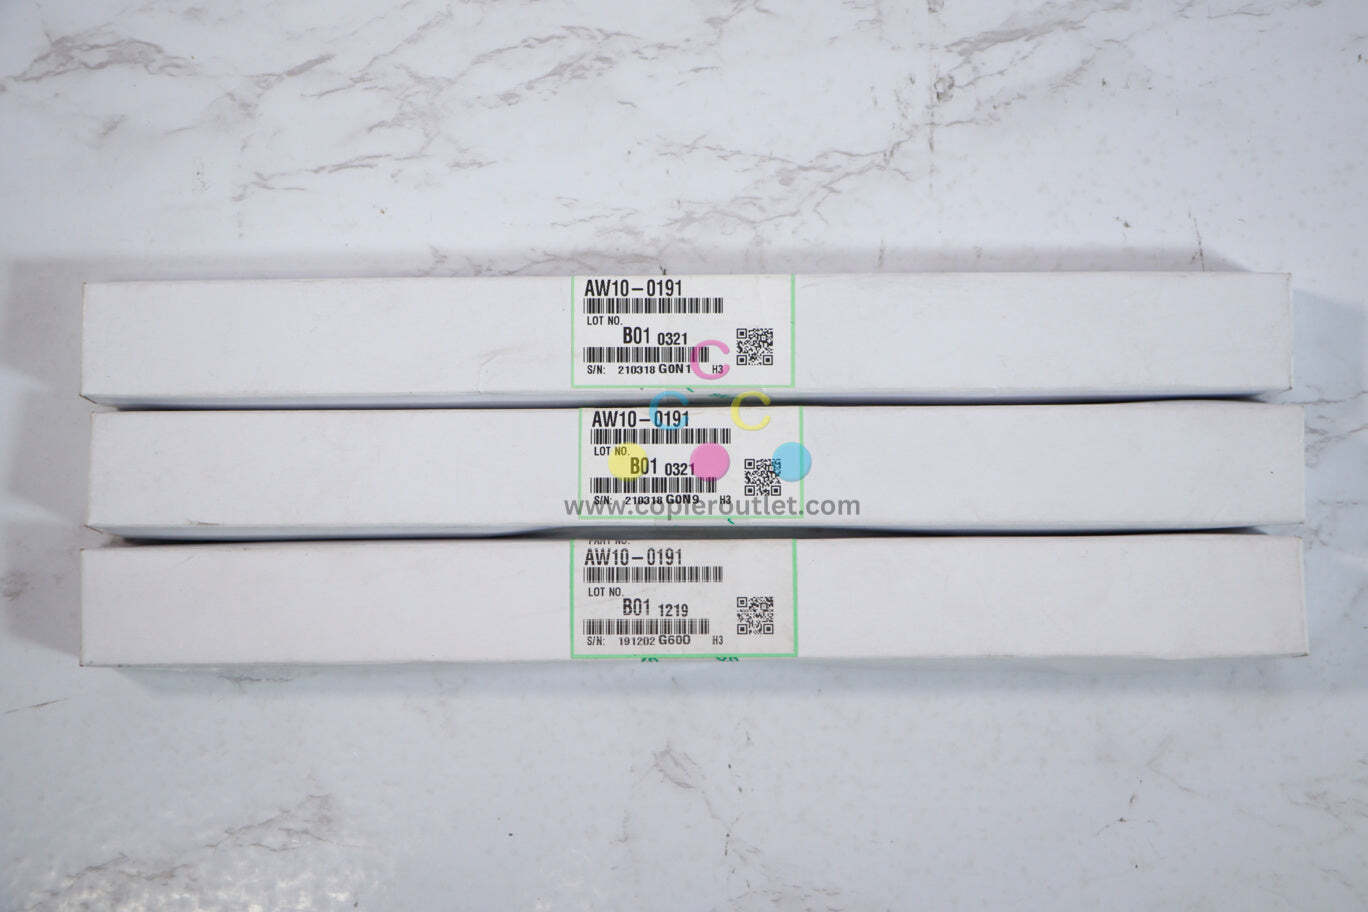 AW10-0191
LOT NO.
B01 0321
S/N: 210318 G0N1 H3
AW10-0191
LOT NO.
B01 0321
S/N: 210318 G0N9 H3
www.copieroutlet.com
PART NO.
AW10-0191
LOT NO.
B01 1219
S/N: 191202 G600 H3